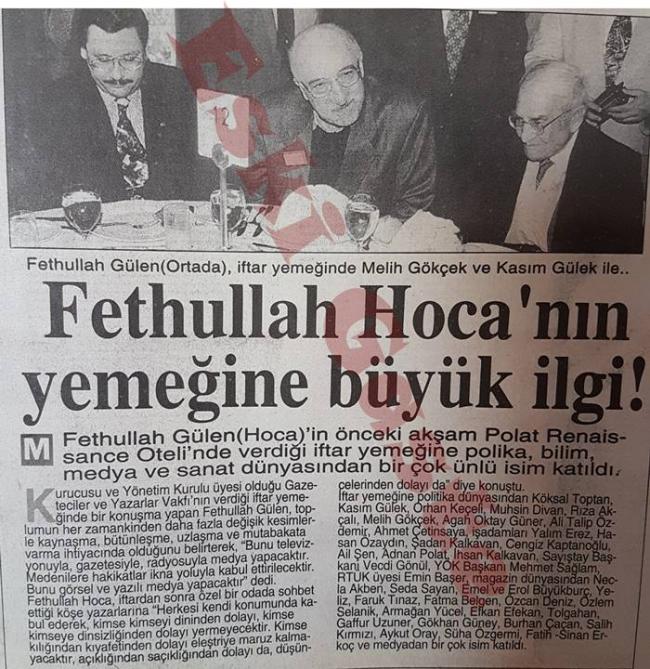 Fethullah Gülen(Ortada), iftar yemeğinde Melih Gökçek ve Kasım Gülek ile..
Fethullah Hoca'nın
yemeğine büyük ilgi!
M Fethullah Gülen(Hoca)'in önceki akşam Polat Renais-
sance Oteli'nde verdiği iftar yemeğine polika, bilim,
medya ve sanat dünyasından bir çok ünlü isim katıldı.
Kurucusu ve Yönetim Kurulu üyesi olduğu Gaze-
teciler ve Yazarlar Vakfı'nın verdiği iftar yeme-
ğinde bir konuşma yapan Fethullah Gülen, top-
lumun her zamankinden daha fazla değişik kesimler-
le kaynaşma, bütünleşme, uzlaşma ve mutabakata
varma ihtiyacında olduğunu belirterek, "Bunu televiz-
yonuyla, gazetesiyle, radyosuyla medya yapacaktır.
Medenilere hakikatlar ikna yoluyla kabul ettirilecektir.
Bunu görsel ve yazılı medya yapacaktır" dedi.
Fethullah Hoca, iftardan sonra özel bir odada sohbet
ettiği köşe yazarlarına "Herkesi kendi konumunda ka-
bul ederek, kimse kimseyi dininden dolayı, kimse
kimseye dinsizliğinden dolayı yermeyecektir. Kimse
kılığından kıyafetinden dolayı eleştriye maruz kalma-
yacaktır, açıklığından saçıklığından dolayı da, düşün-
celerinden dolayı da" diye konuştu.
İftar yemeğine politika dünyasından Köksal Toptan,
Kasım Gülek, Orhan Keçeli, Muhsin Divan, Rıza Ak-
çalı, Melih Gökçek, Agah Oktay Güner, Ali Talip Öz-
demir, Ahmet Çetinsaya, İşadamları Yalım Erez, Ha-
san Özaydın, Şadan Kalkavan, Cengiz Kaptanoğlu,
Ail Şen, Adnan Polat, İhsan Kalkavan, Sayıştay Baş-
kanı Vecdi Gönül, YÖK Başkanı Mehmet Sağlam,
RTUK üyesi Emin Başer, magazin dünyasından Nec-
la Akben, Seda Sayan, Emel ve Erol Büyükburç, Ye-
liz, Faruk Tınaz, Fatma Belgen, Ozcan Deniz, Özlem
Selanik, Armağan Yücel, Efkan Efekan, Tolgahan,
Gaffur Uzuner, Gökhan Güney, Burhan Çaçan, Salih
Kırmızı, Aykut Oray, Süha Özgermi, Fatih -Sinan Er-
koç ve medyadan bir çok isim katıldı.